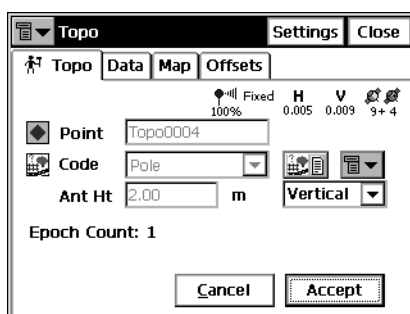 Topo Settings Close
Topo Data Map Offsets
Fixed H V
100% 0.005 0.009 9+ 4
Point Topo0004
Code Pole
Ant Ht 2.00 m Vertical
Epoch Count: 1
Cancel Accept